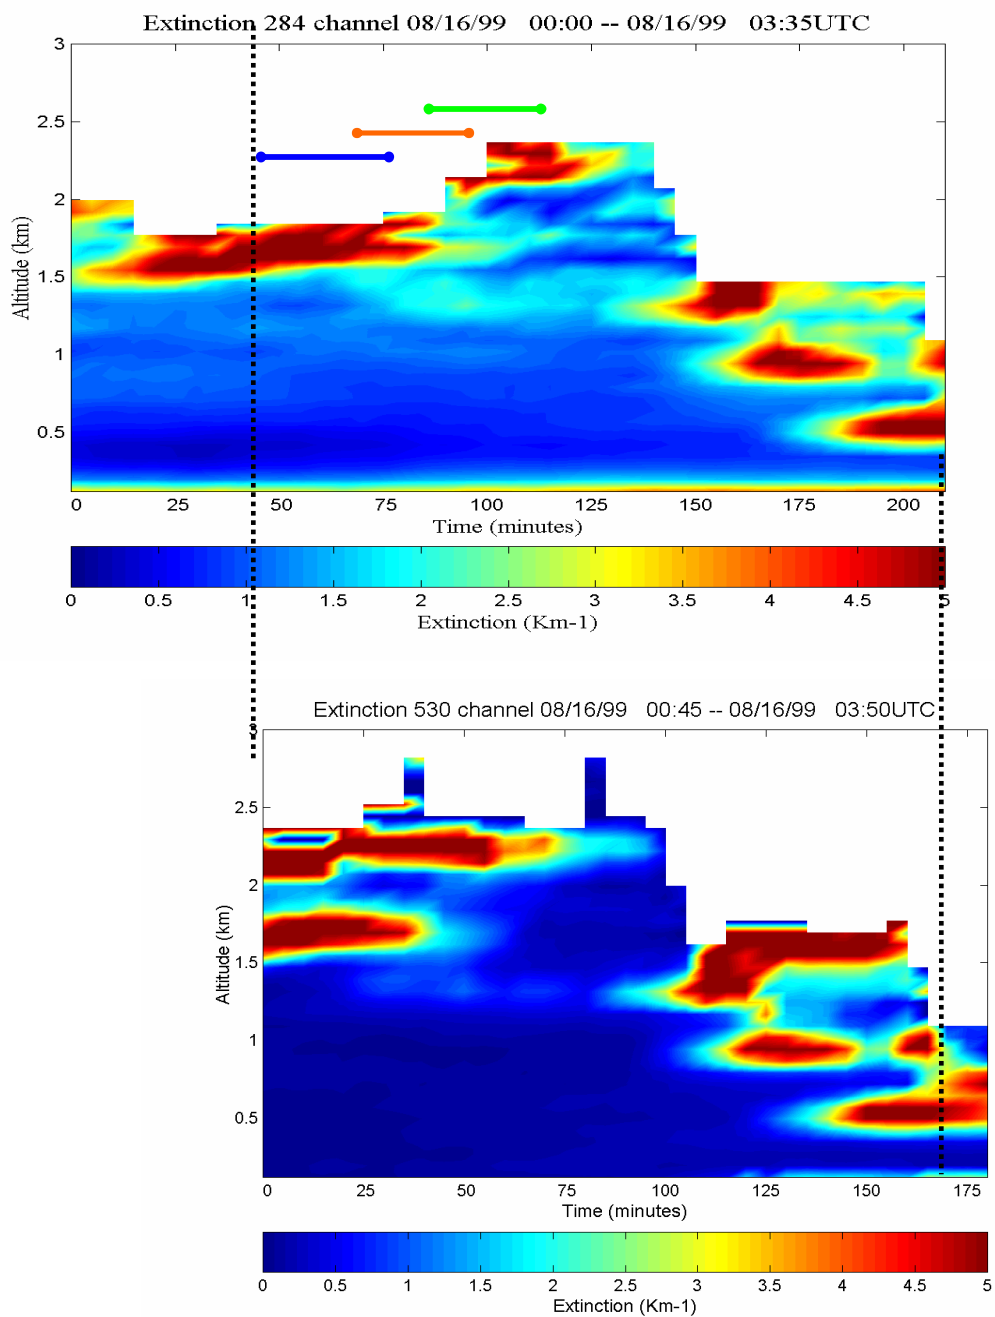 Extinction 284 channel 08/16/99 00:00 -- 08/16/99 03:35UTC
3
2.5
2
1.5
1
0.5
Altitude (km)
0 25 50 75 100 125 150 175 200
Time (minutes)
0 0.5 1 1.5 2 2.5 3 3.5 4 4.5 5
Extinction (Km-1)
Extinction 530 channel 08/16/99 00:45 -- 08/16/99 03:50UTC
3
2.5
2
1.5
1
0.5
Altitude (km)
0 25 50 75 100 125 150 175
Time (minutes)
0 0.5 1 1.5 2 2.5 3 3.5 4 4.5 5
Extinction (Km-1)